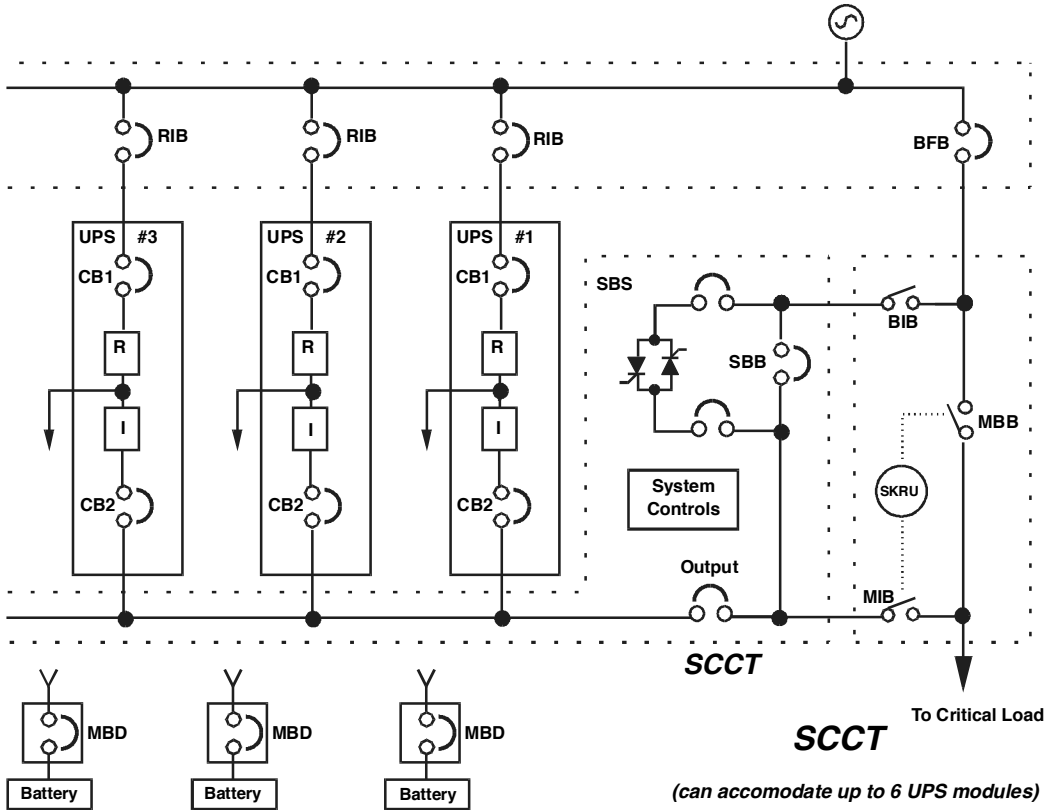 RIB
RIB
RIB
BFB
UPS #3
UPS #2
UPS #1
CB1
CB1
CB1
SBS
BIB
R
R
R
SBB
MBB
I
I
I
System
Controls
SKRU
CB2
CB2
CB2
Output
MIB
SCCT
MBD
MBD
MBD
To Critical Load
SCCT
Battery
Battery
Battery
(can accomodate up to 6 UPS modules)